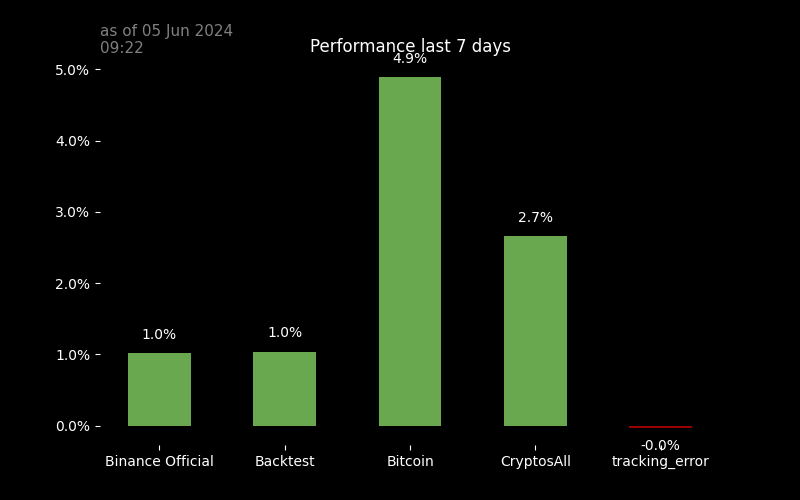 as of 05 Jun 2024
09:22
Performance last 7 days
5.0%
4.0%
3.0%
2.0%
1.0%
0.0%
1.0%
1.0%
4.9%
2.7%
-0.0%
Binance Official
Backtest
Bitcoin
CryptosAll
tracking_error